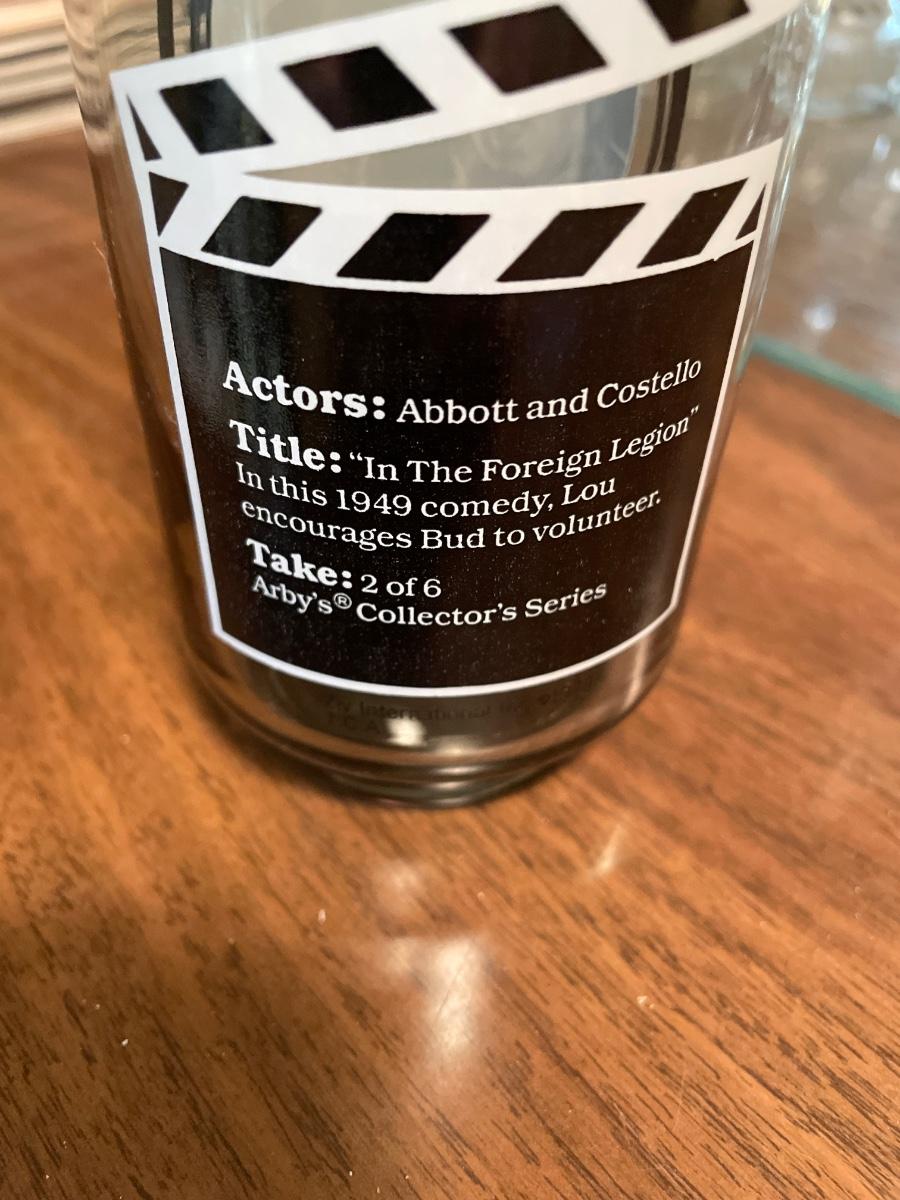 Actors: Abbott and Costello
Title: “In The Foreign Legion”
In this 1949 comedy, Lou
encourages Bud to volunteer.
Take: 2 of 6
Arby’s® Collector’s Series
International